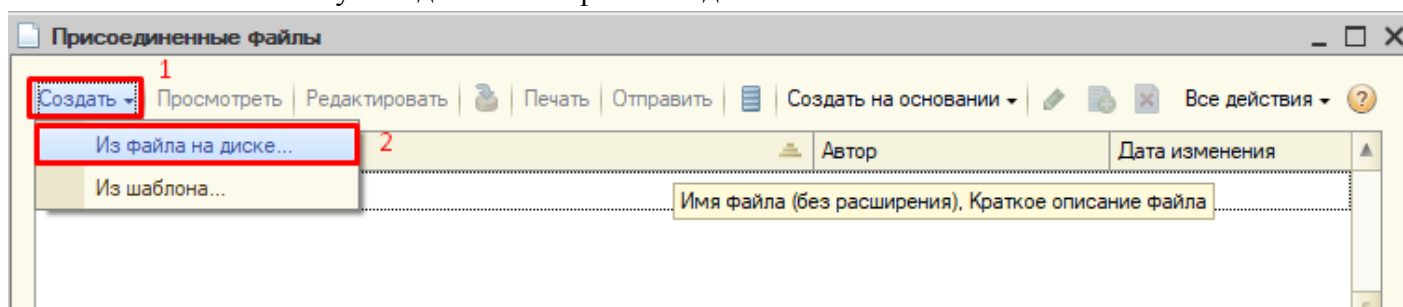 Присоединенные файлы
1
Создать Просмотреть Редактировать Печать Отправить Создать на основании Все действия ?
Из файла на диске... 2 Автор Дата изменения
Из шаблона...
Имя файла (без расширения), Краткое описание файла